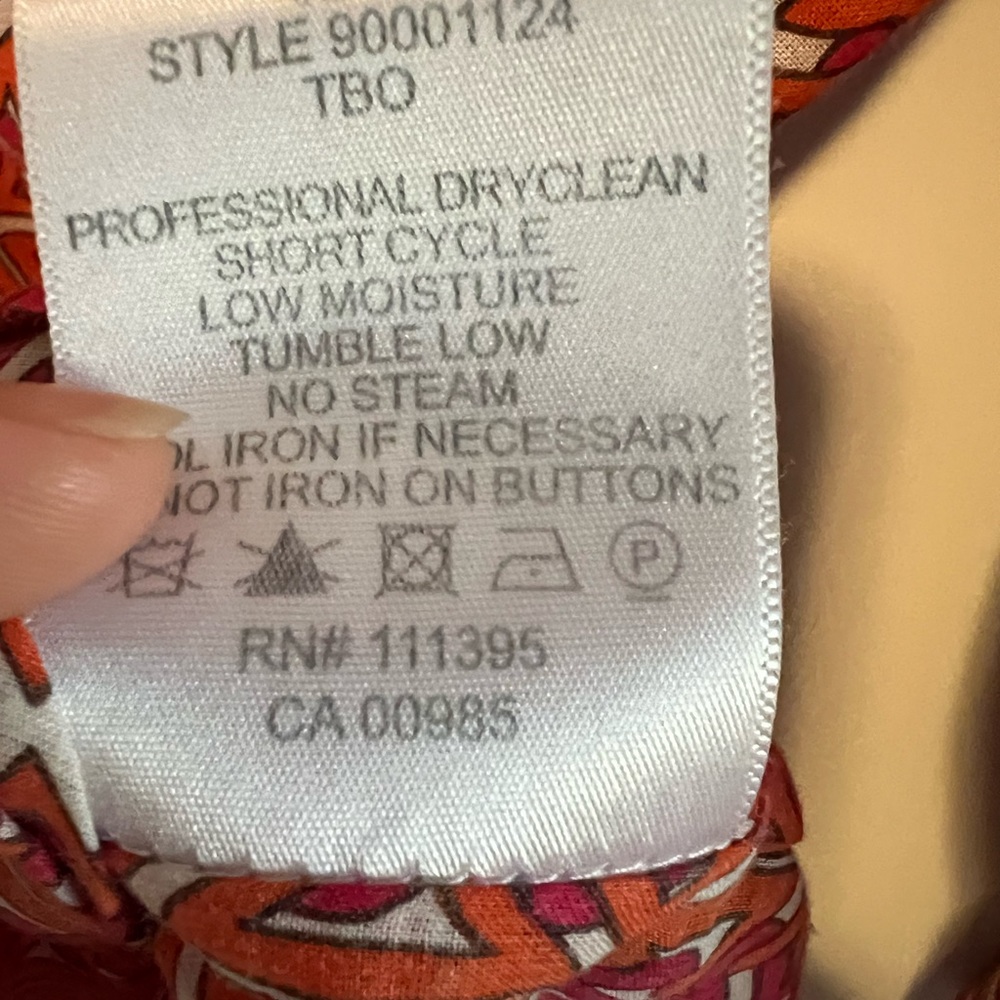 STYLE 90001124
TBO
PROFESSIONAL DRYCLEAN
SHORT CYCLE
LOW MOISTURE
TUMBLE LOW
NO STEAM
OL IRON IF NECESSARY
NOT IRON ON BUTTONS
P
RN# 111395
CA 00985